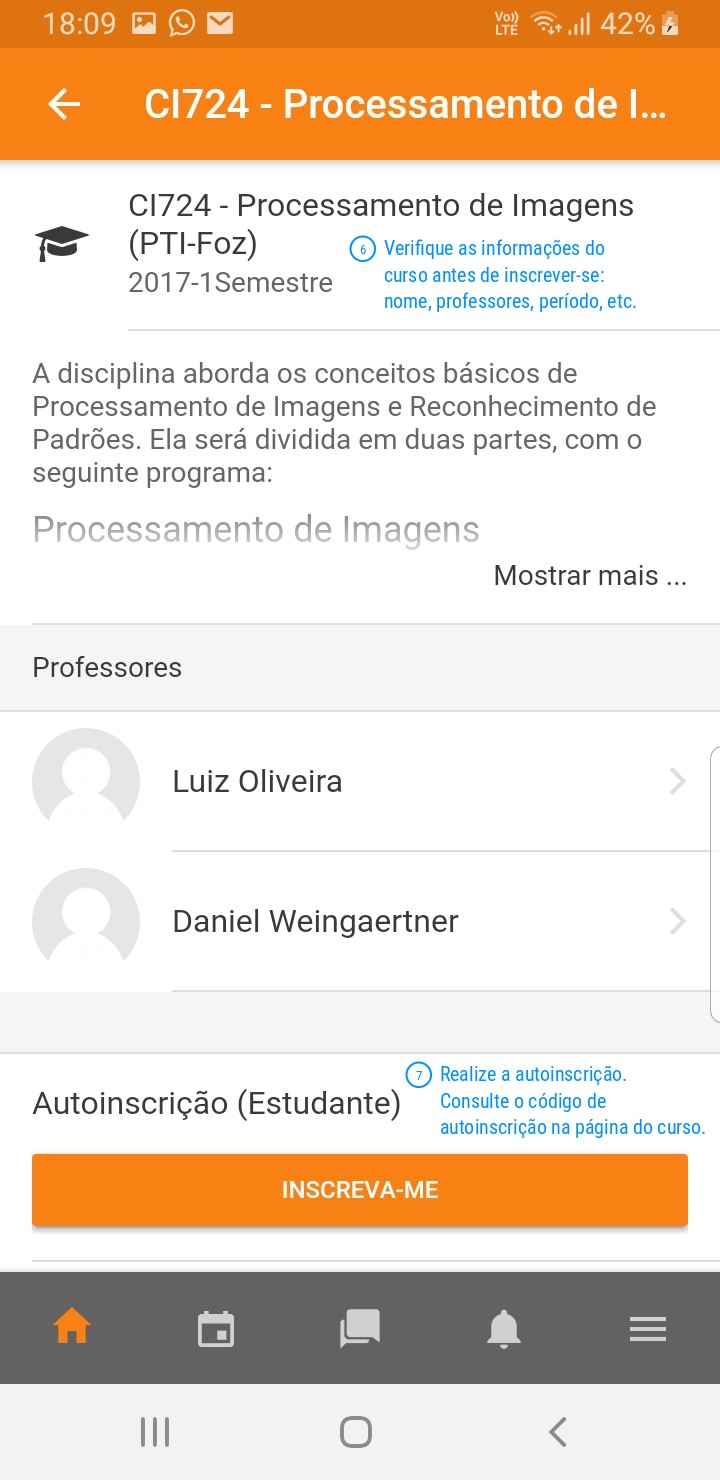 18:09
Vo)) LTE 42%
CI724 - Processamento de I...
CI724 - Processamento de Imagens
(PTI-Foz)
2017-1Semestre
6 Verifique as informações do
curso antes de inscrever-se:
nome, professores, período, etc.
A disciplina aborda os conceitos básicos de
Processamento de Imagens e Reconhecimento de
Padrões. Ela será dividida em duas partes, com o
seguinte programa:
Processamento de Imagens
Mostrar mais ...
Professores
Luiz Oliveira
Daniel Weingaertner
Autoinscrição (Estudante)
7 Realize a autoinscrição.
Consulte o código de
autoinscrição na página do curso.
INSCREVA-ME